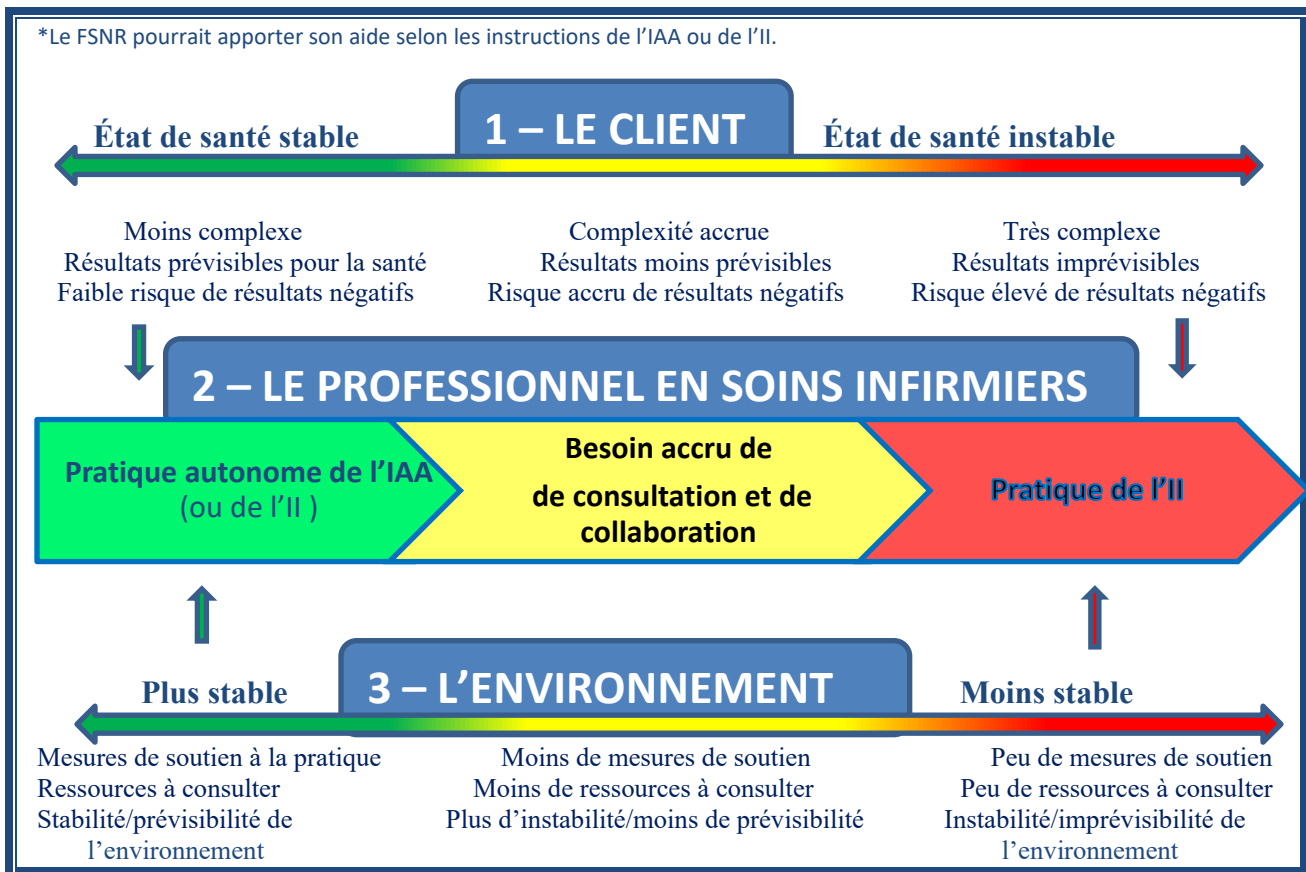 *Le FSNR pourrait apporter son aide selon les instructions de l’IAA ou de l’II.
1 – LE CLIENT
État de santé stable
État de santé instable
Moins complexe
Résultats prévisibles pour la santé
Faible risque de résultats négatifs
Complexité accrue
Résultats moins prévisibles
Risque accru de résultats négatifs
Très complexe
Résultats imprévisibles
Risque élevé de résultats négatifs
2 – LE PROFESSIONNEL EN SOINS INFIRMIERS
Pratique autonome de l’IAA
(ou de l’II )
Besoin accru de
de consultation et de
collaboration
Pratique de l’II
3 – L’ENVIRONNEMENT
Plus stable
Moins stable
Mesures de soutien à la pratique
Ressources à consulter
Stabilité/prévisibilité de
l’environnement
Moins de mesures de soutien
Moins de ressources à consulter
Plus d’instabilité/moins de prévisibilité
Peu de mesures de soutien
Peu de ressources à consulter
Instabilité/imprévisibilité de
l’environnement